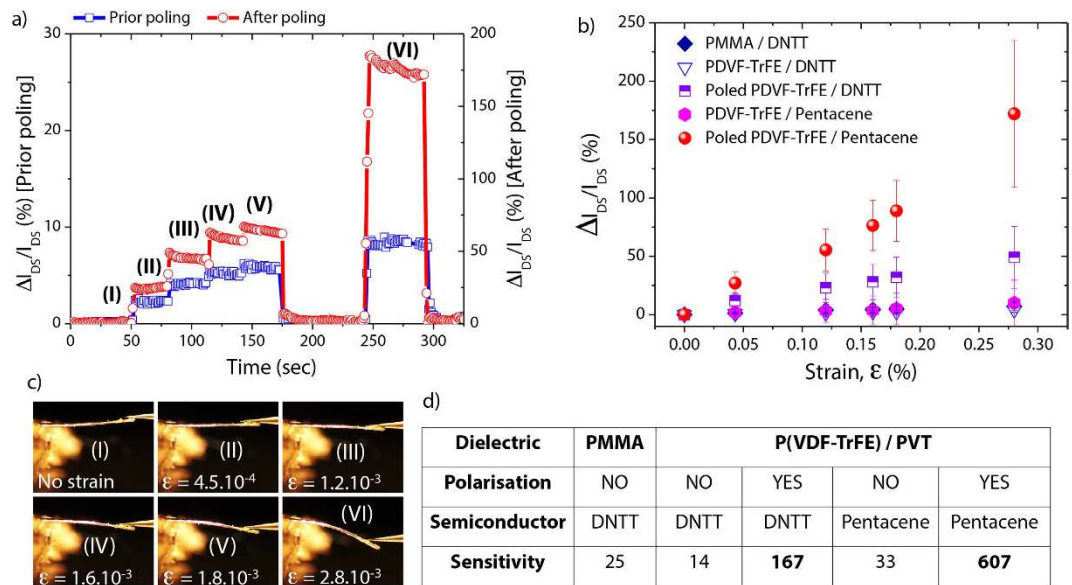 a)
Prior poling
After poling
ΔI_DS/I_DS (%) [Prior poling]
30
20
10
0
ΔI_DS/I_DS (%) [After poling]
200
150
100
50
0
(I)
(II)
(III)
(IV)
(V)
(VI)
0 50 100 150 200 250 300
Time (sec)
b)
ΔI_DS/I_DS (%)
250
200
150
100
50
0
PMMA / DNTT
PDVF-TrFE / DNTT
Poled PDVF-TrFE / DNTT
PDVF-TrFE / Pentacene
Poled PDVF-TrFE / Pentacene
0.00 0.05 0.10 0.15 0.20 0.25 0.30
Strain, ε (%)
c)
(I)
No strain
(II)
ε = 4.5.10⁻⁴
(III)
ε = 1.2.10⁻³
(IV)
ε = 1.6.10⁻³
(V)
ε = 1.8.10⁻³
(VI)
ε = 2.8.10⁻³
d)
Dielectric PMMA P(VDF-TrFE) / PVT
Polarisation NO NO YES NO YES
Semiconductor DNTT DNTT DNTT Pentacene Pentacene
Sensitivity 25 14 167 33 607